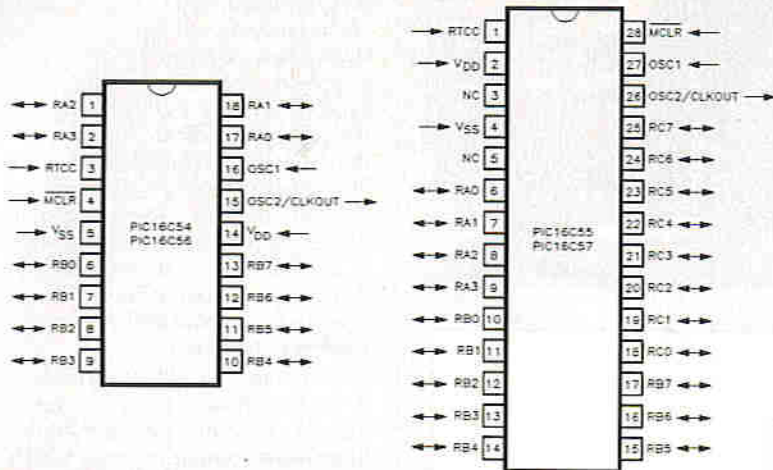 RA2 1 18 RA1
RA3 2 17 RA0
RTCC 3 16 OSC1
MCLR 4 15 OSC2/CLKOUT
VSS 5 14 VDD
RB0 6 13 RB7
RB1 7 12 RB6
RB2 8 11 RB5
RB3 9 10 RB4
PIC16C54
PIC16C56
RTCC 1 28 MCLR
VDD 2 27 OSC1
NC 3 26 OSC2/CLKOUT
VSS 4 25 RC7
NC 5 24 RC6
RA0 6 23 RC5
RA1 7 22 RC4
RA2 8 21 RC3
RA3 9 20 RC2
RB0 10 19 RC1
RB1 11 18 RC0
RB2 12 17 RB7
RB3 13 16 RB6
RB4 14 15 RB5
PIC16C55
PIC16C57